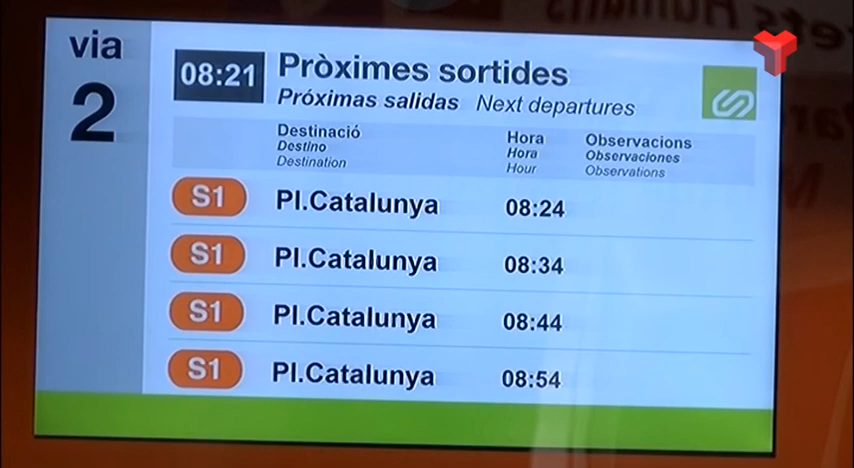 via
2
08:21
Pròximes sortides
Próximas salidas Next departures
Destinació Hora Observacions
Destino Hora Observaciones
Destination Hour Observations
S1 Pl.Catalunya 08:24
S1 Pl.Catalunya 08:34
S1 Pl.Catalunya 08:44
S1 Pl.Catalunya 08:54